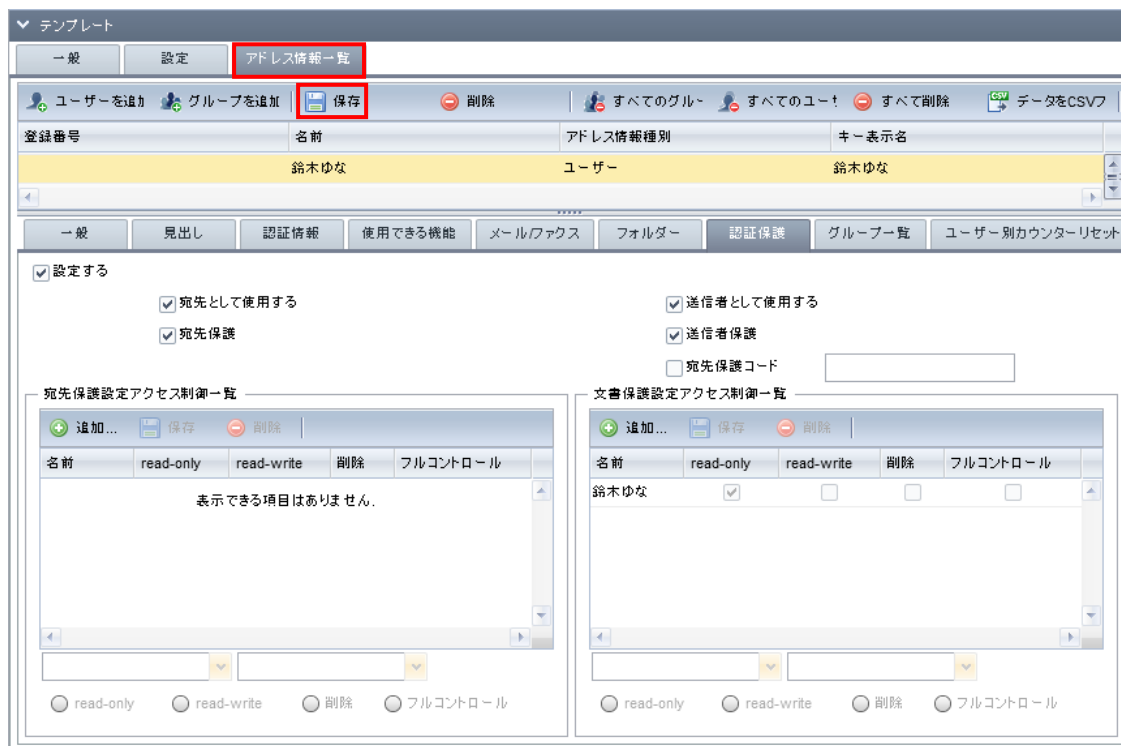 テンプレート
一般 設定 アドレス情報一覧
ユーザーを追加 グループを追加 保存 削除 すべてのグルー すべてのユーサ すべて削除 データをCSVフ
登録番号 名前 アドレス情報種別 キー表示名
鈴木ゆな ユーザー 鈴木ゆな
一般 見出し 認証情報 使用できる機能 メール/ファクス フォルダー 認証保護 グループ一覧 ユーザー別カウンターリセット
設定する
宛先として使用する 送信者として使用する
宛先保護 送信者保護
宛先保護コード
宛先保護設定アクセス制御一覧 文書保護設定アクセス制御一覧
追加... 保存 削除 追加... 保存 削除
名前 read-only read-write 削除 フルコントロール 名前 read-only read-write 削除 フルコントロール
表示できる項目はありません. 鈴木ゆな
read-only read-write 削除 フルコントロール read-only read-write 削除 フルコントロール